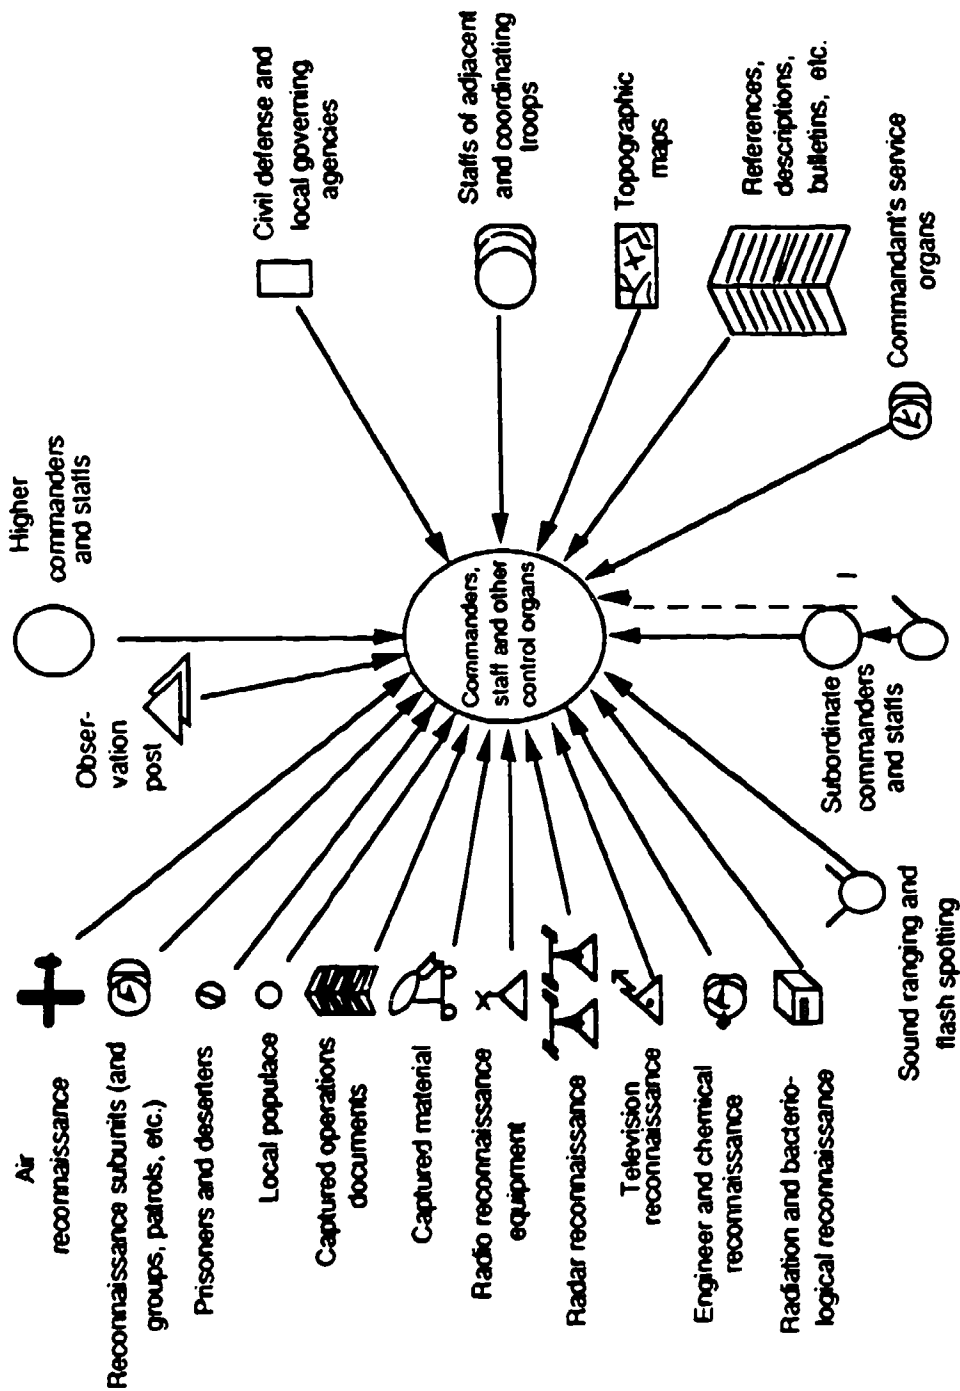 Air
reconnaissance
Reconnaissance subunits (and
groups, patrols, etc.)
Prisoners and deserters
Local populace
Captured operations
documents
Captured material
Radio reconnaissance
equipment
Radar reconnaissance
Television
reconnaissance
Engineer and chemical
reconnaissance
Radiation and bacterio-
logical reconnaissance
Sound ranging and
flash spotting
Obser-
vation
post
Higher
commanders
and staffs
Commanders,
staff and other
control organs
Subordinate
commanders
and staffs
Civil defense and
local governing
agencies
Staffs of adjacent
and coordinating
troops
Topographic
maps
References,
descriptions,
bulletins, etc.
Commandant's service
organs